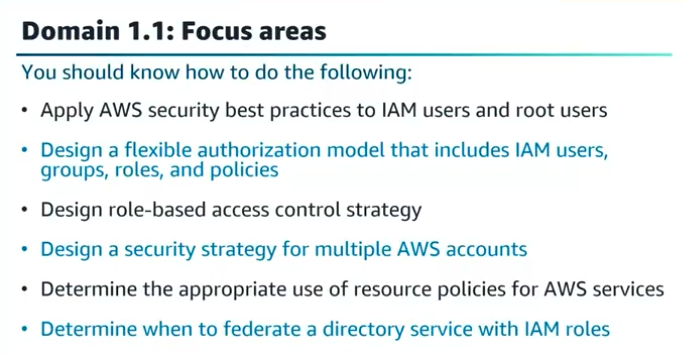 Domain 1.1: Focus areas
You should know how to do the following:
• Apply AWS security best practices to IAM users and root users
• Design a flexible authorization model that includes IAM users,
groups, roles, and policies
• Design role-based access control strategy
• Design a security strategy for multiple AWS accounts
• Determine the appropriate use of resource policies for AWS services
• Determine when to federate a directory service with IAM roles